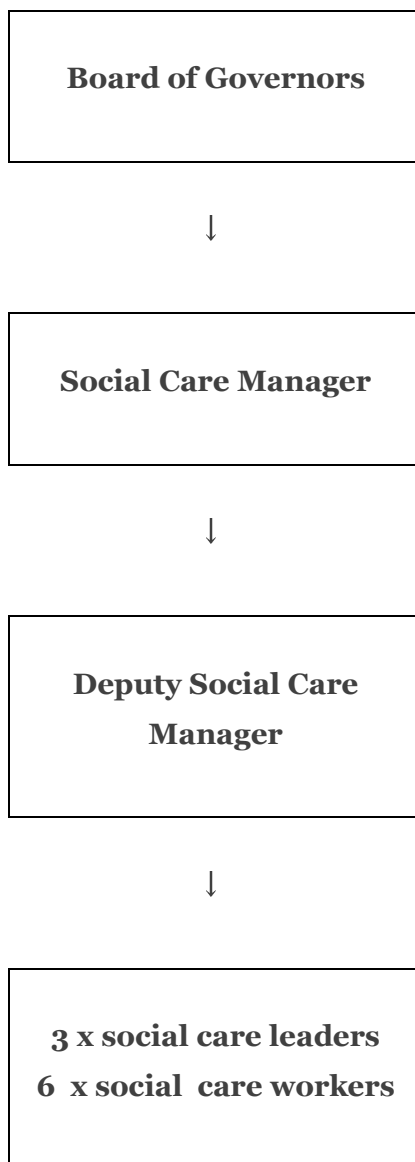 Board of Governors
↓
Social Care Manager
↓
Deputy Social Care
Manager
↓
3 x social care leaders
6 x social care workers